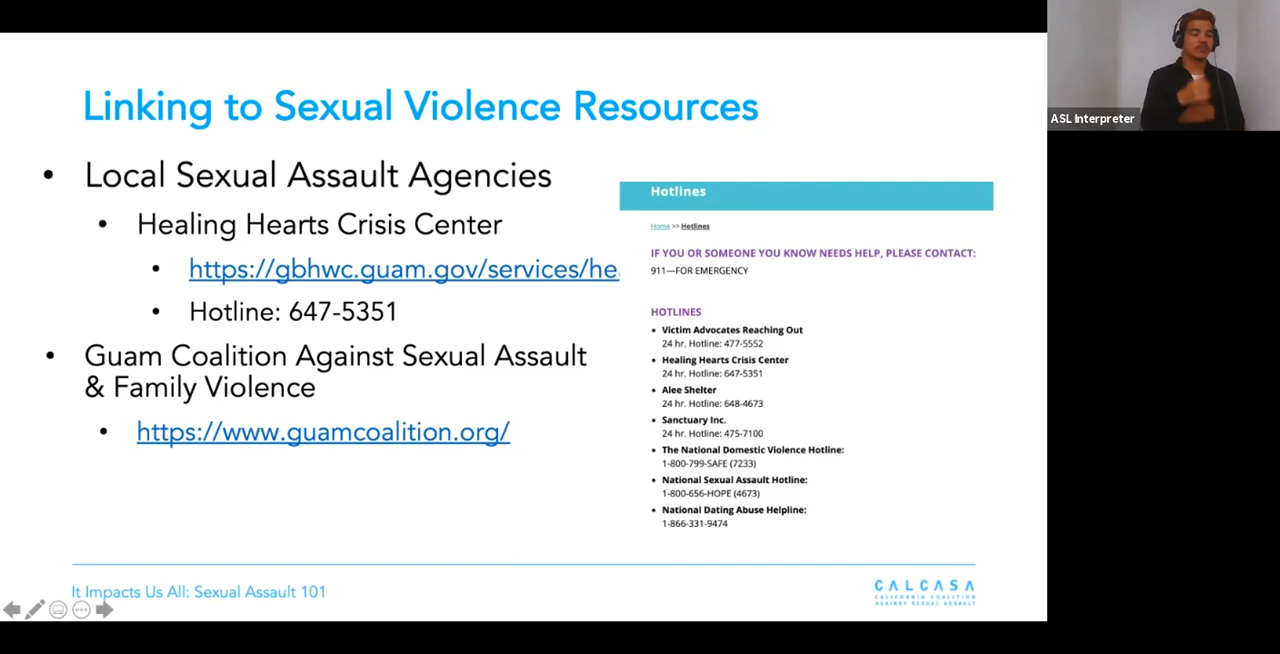 Linking to Sexual Violence Resources
ASL Interpreter
• Local Sexual Assault Agencies
• Healing Hearts Crisis Center
• https://gbhwc.guam.gov/services/hea
• Hotline: 647-5351
• Guam Coalition Against Sexual Assault
& Family Violence
• https://www.guamcoalition.org/
Hotlines
Home >> Hotlines
IF YOU OR SOMEONE YOU KNOW NEEDS HELP, PLEASE CONTACT:
911—FOR EMERGENCY
HOTLINES
• Victim Advocates Reaching Out
24 hr. Hotline: 477-5552
• Healing Hearts Crisis Center
24 hr. Hotline: 647-5351
• Alee Shelter
24 hr. Hotline: 648-4673
• Sanctuary Inc.
24 hr. Hotline: 475-7100
• The National Domestic Violence Hotline:
1-800-799-SAFE (7233)
• National Sexual Assault Hotline:
1-800-656-HOPE (4673)
• National Dating Abuse Helpline:
1-866-331-9474
It Impacts Us All: Sexual Assault 101
CALCASA
CALIFORNIA COALITION
AGAINST SEXUAL ASSAULT